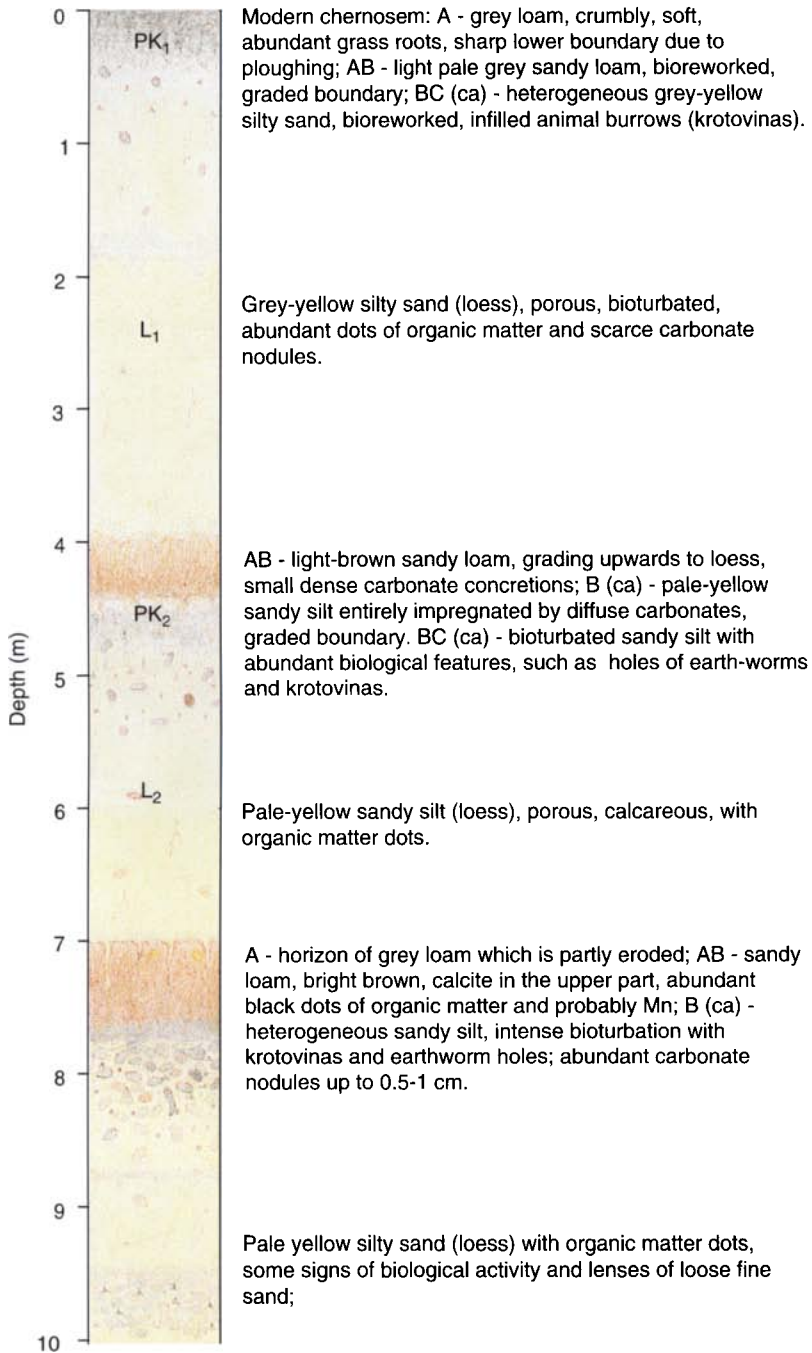 0
PK1
Modern chernosem: A - grey loam, crumbly, soft,
abundant grass roots, sharp lower boundary due to
ploughing; AB - light pale grey sandy loam, bioreworked,
graded boundary; BC (ca) - heterogeneous grey-yellow
silty sand, bioreworked, infilled animal burrows (krotovinas).
1
2
L1
Grey-yellow silty sand (loess), porous, bioturbated,
abundant dots of organic matter and scarce carbonate
nodules.
3
4
AB - light-brown sandy loam, grading upwards to loess,
small dense carbonate concretions; B (ca) - pale-yellow
sandy silt entirely impregnated by diffuse carbonates,
graded boundary. BC (ca) - bioturbated sandy silt with
abundant biological features, such as holes of earth-worms
and krotovinas.
PK2
Depth (m)
5
L2
6
Pale-yellow sandy silt (loess), porous, calcareous, with
organic matter dots.
7
A - horizon of grey loam which is partly eroded; AB - sandy
loam, bright brown, calcite in the upper part, abundant
black dots of organic matter and probably Mn; B (ca) -
heterogeneous sandy silt, intense bioturbation with
krotovinas and earthworm holes; abundant carbonate
nodules up to 0.5-1 cm.
8
9
Pale yellow silty sand (loess) with organic matter dots,
some signs of biological activity and lenses of loose fine
sand;
10